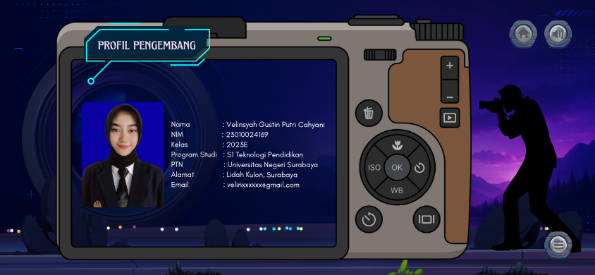 PROFIL PENGEMBANG
Nama : Velinsyah Gustin Putri Cahyani
NIM : 23010024169
Kelas : 2023E
Program Studi : S1 Teknologi Pendidikan
PTN : Universitas Negeri Surabaya
Alamat : Lidah Kulon, Surabaya
Email : velinxxxxxx@gmail.com
+
−
ISO
OK
WB